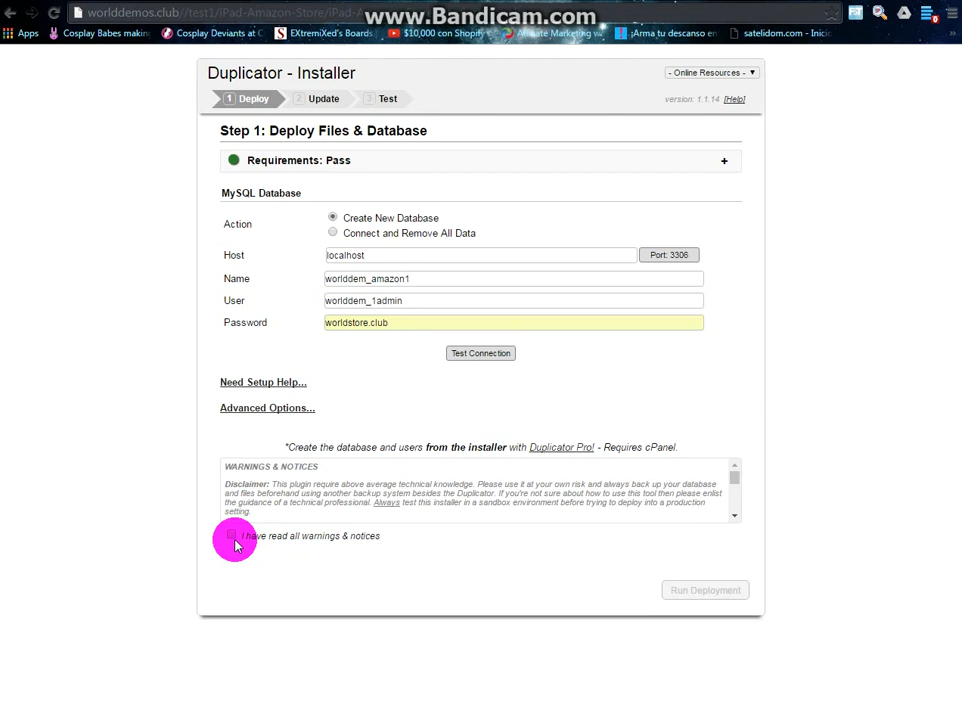 worlddemos.club//test1/iPad-Amazon-Store/iPad-A
www.Bandicam.com
Apps Cosplay Babes makin Cosplay Deviants at C EXtremiXed's Boards $10,000 con Shopify Affiliate Marketing w ¡Arma tu descanso en satelidom.com - Inicio
Duplicator - Installer
- Online Resources -
1 Deploy 2 Update 3 Test
version: 1.1.14 [Help]
Step 1: Deploy Files & Database
Requirements: Pass +
MySQL Database
Action
Create New Database
Connect and Remove All Data
Host localhost Port: 3306
Name worlddem_amazon1
User worlddem_1admin
Password worldstore.club
Test Connection
Need Setup Help...
Advanced Options...
*Create the database and users from the installer with Duplicator Pro! - Requires cPanel.
WARNINGS & NOTICES
Disclaimer: This plugin require above average technical knowledge. Please use it at your own risk and always back up your database
and files beforehand using another backup system besides the Duplicator. If you're not sure about how to use this tool then please enlist
the guidance of a technical professional. Always test this installer in a sandbox environment before trying to deploy into a production
setting.
I have read all warnings & notices
Run Deployment